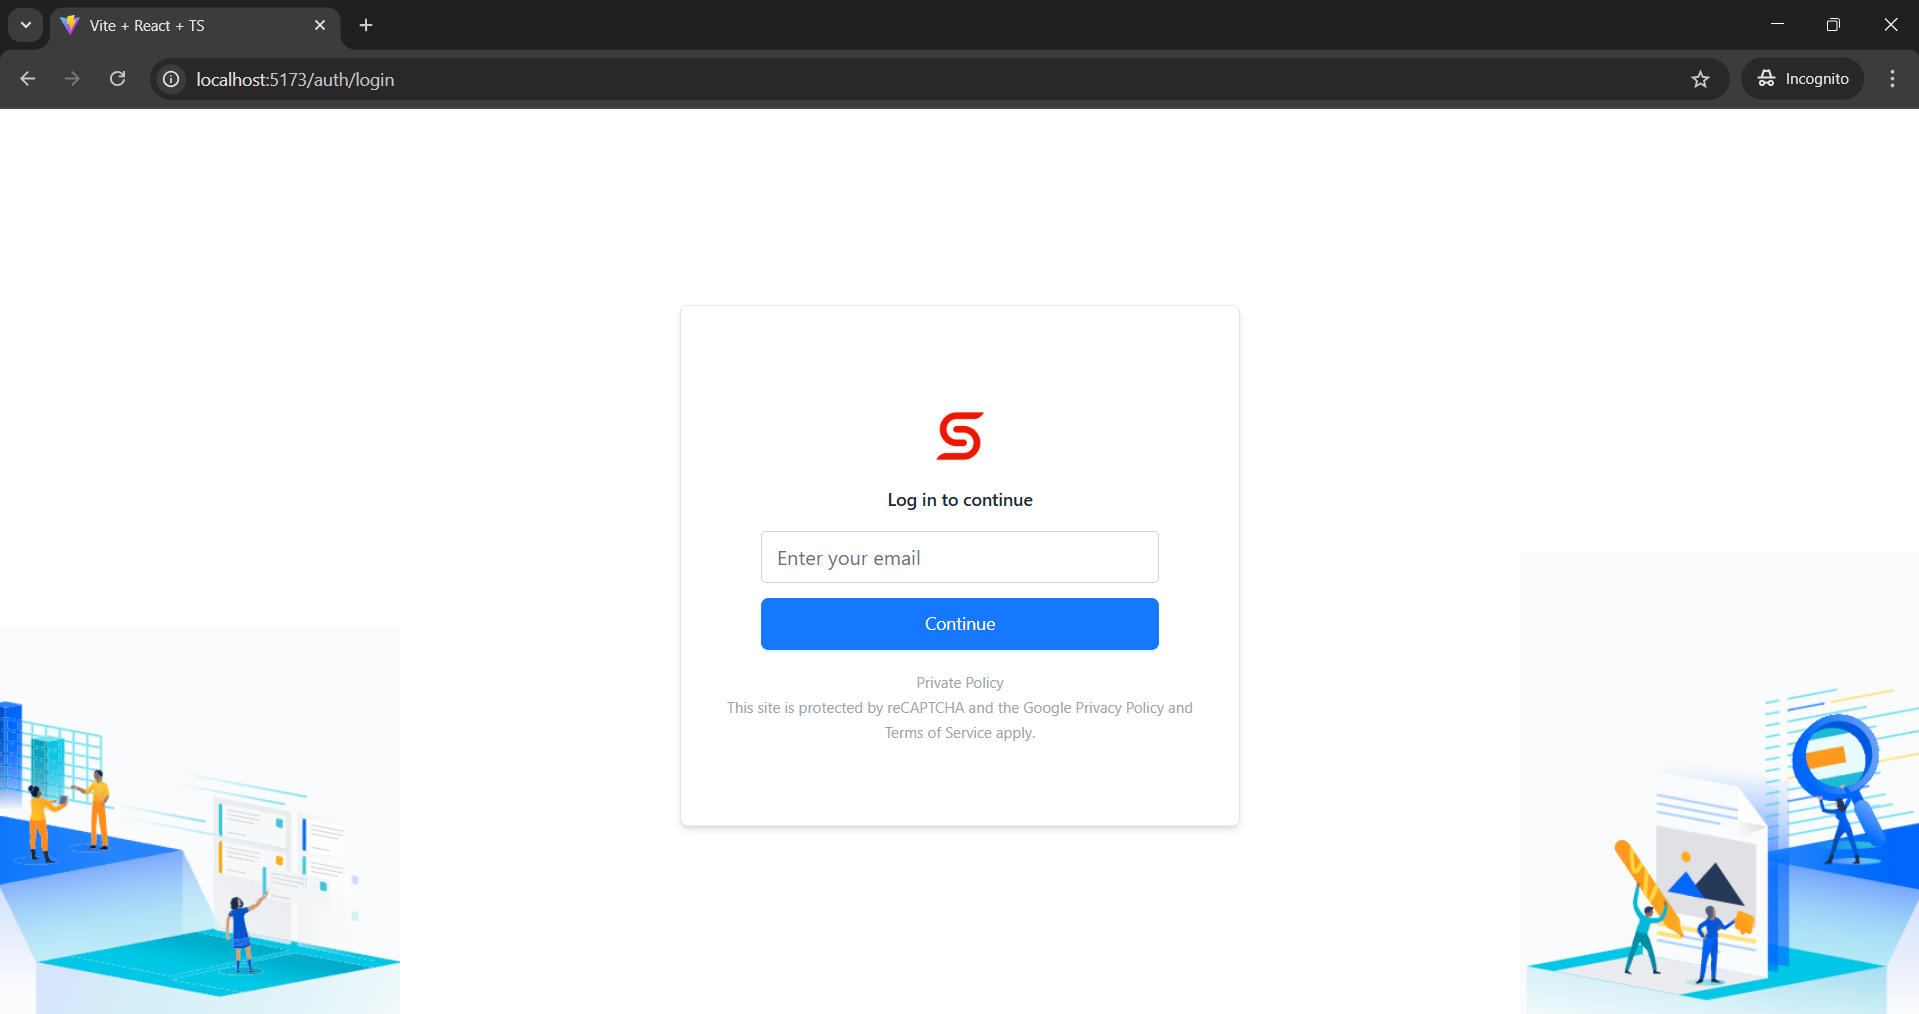 Vite + React + TS
localhost:5173/auth/login
Incognito
Log in to continue
Enter your email
Continue
Private Policy
This site is protected by reCAPTCHA and the Google Privacy Policy and
Terms of Service apply.